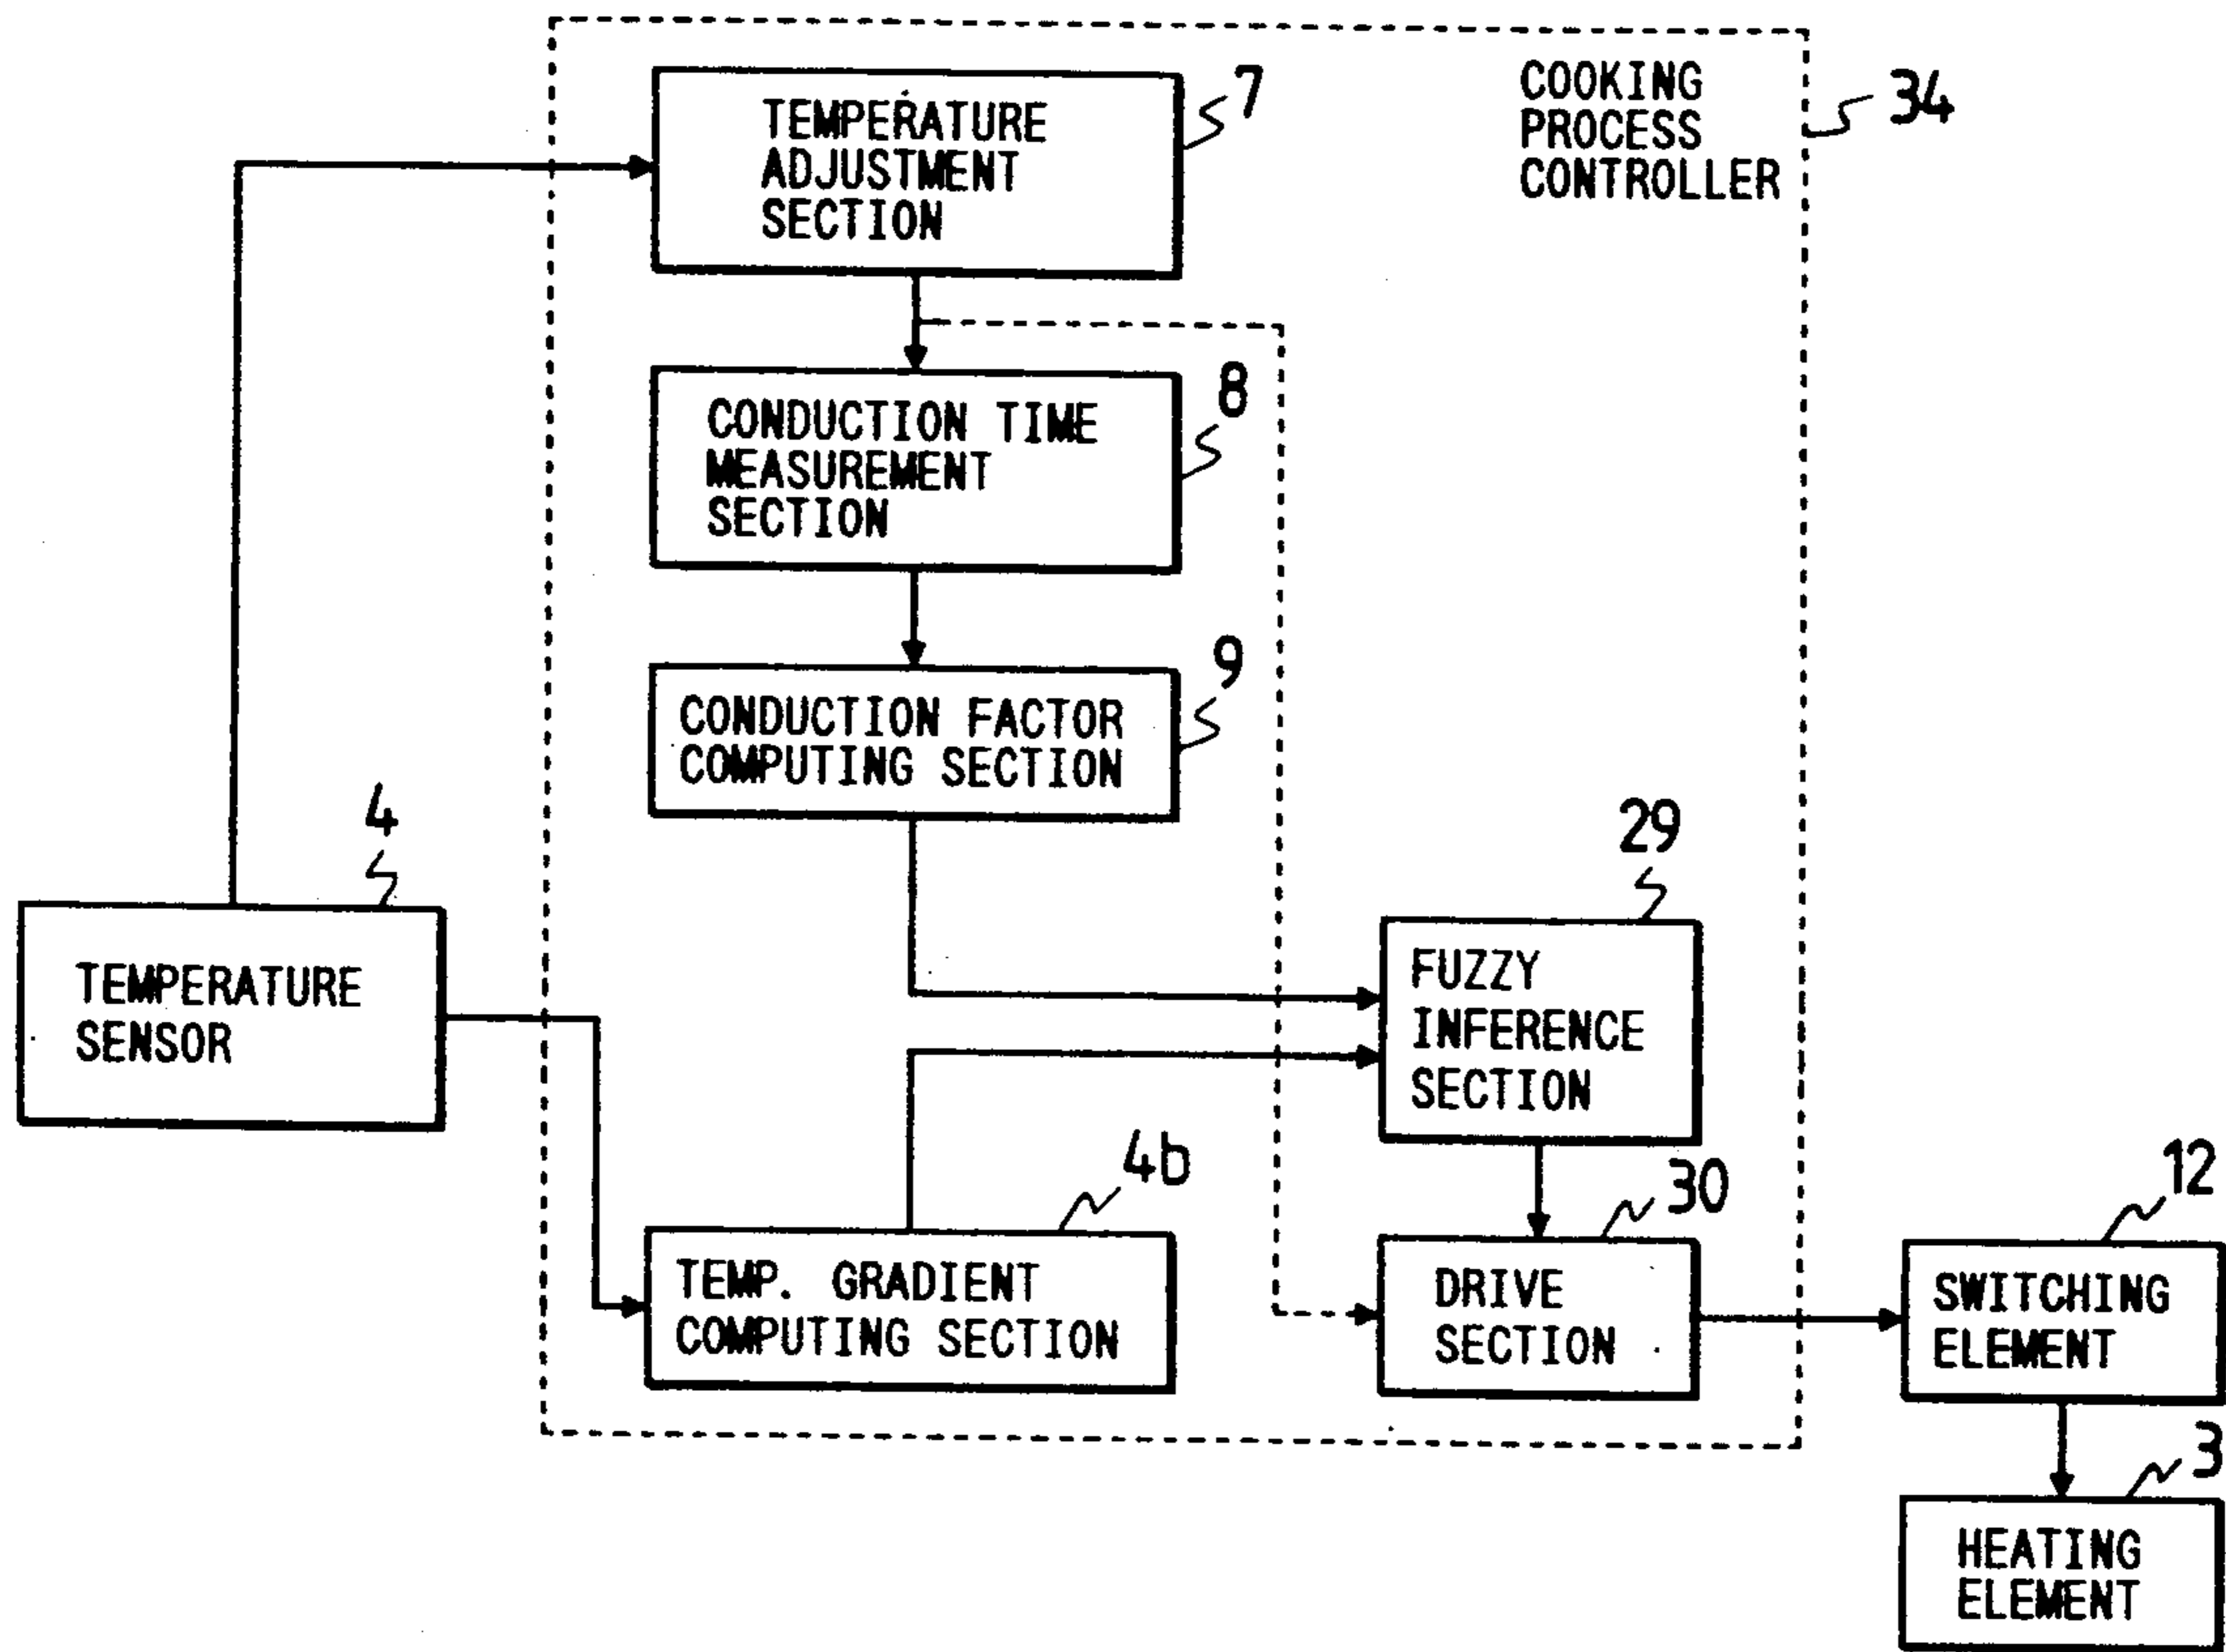 COOKING
PROCESS
CONTROLLER
34
7
TEMPERATURE
ADJUSTMENT
SECTION
8
CONDUCTION TIME
MEASUREMENT
SECTION
9
CONDUCTION FACTOR
COMPUTING SECTION
4
TEMPERATURE
SENSOR
29
FUZZY
INFERENCE
SECTION
4b
TEMP. GRADIENT
COMPUTING SECTION
30
DRIVE
SECTION
12
SWITCHING
ELEMENT
3
HEATING
ELEMENT